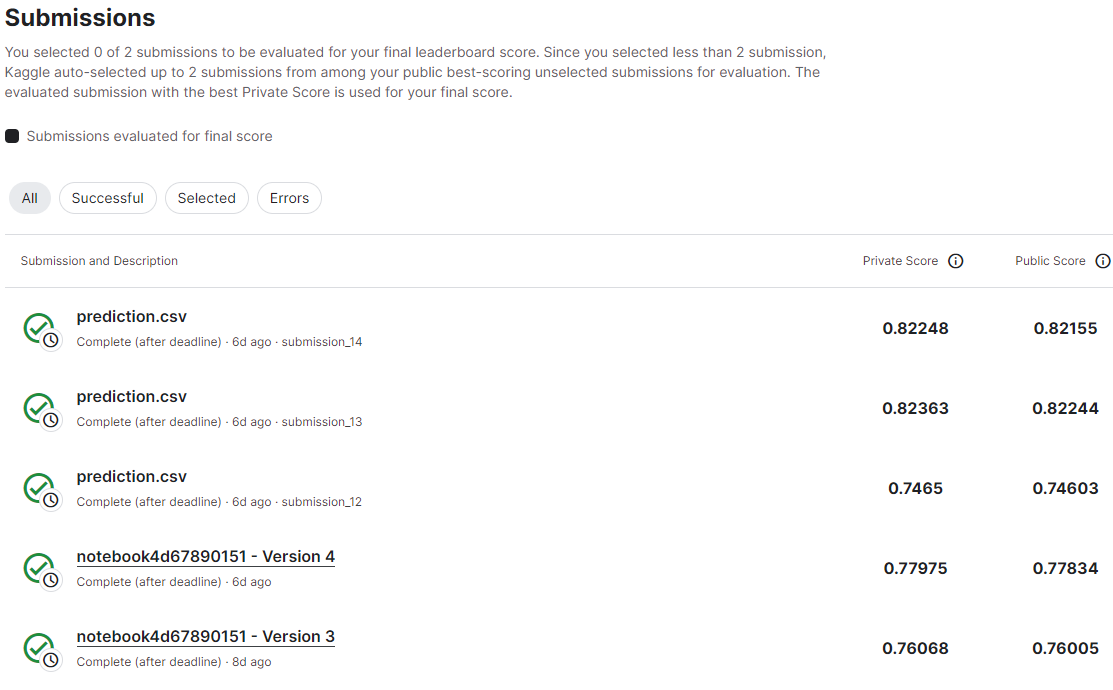 Submissions
You selected 0 of 2 submissions to be evaluated for your final leaderboard score. Since you selected less than 2 submission,
Kaggle auto-selected up to 2 submissions from among your public best-scoring unselected submissions for evaluation. The
evaluated submission with the best Private Score is used for your final score.
Submissions evaluated for final score
All Successful Selected Errors
Submission and Description Private Score Public Score
prediction.csv
Complete (after deadline) · 6d ago · submission_14
0.82248 0.82155
prediction.csv
Complete (after deadline) · 6d ago · submission_13
0.82363 0.82244
prediction.csv
Complete (after deadline) · 6d ago · submission_12
0.7465 0.74603
notebook4d67890151 - Version 4
Complete (after deadline) · 6d ago
0.77975 0.77834
notebook4d67890151 - Version 3
Complete (after deadline) · 8d ago
0.76068 0.76005